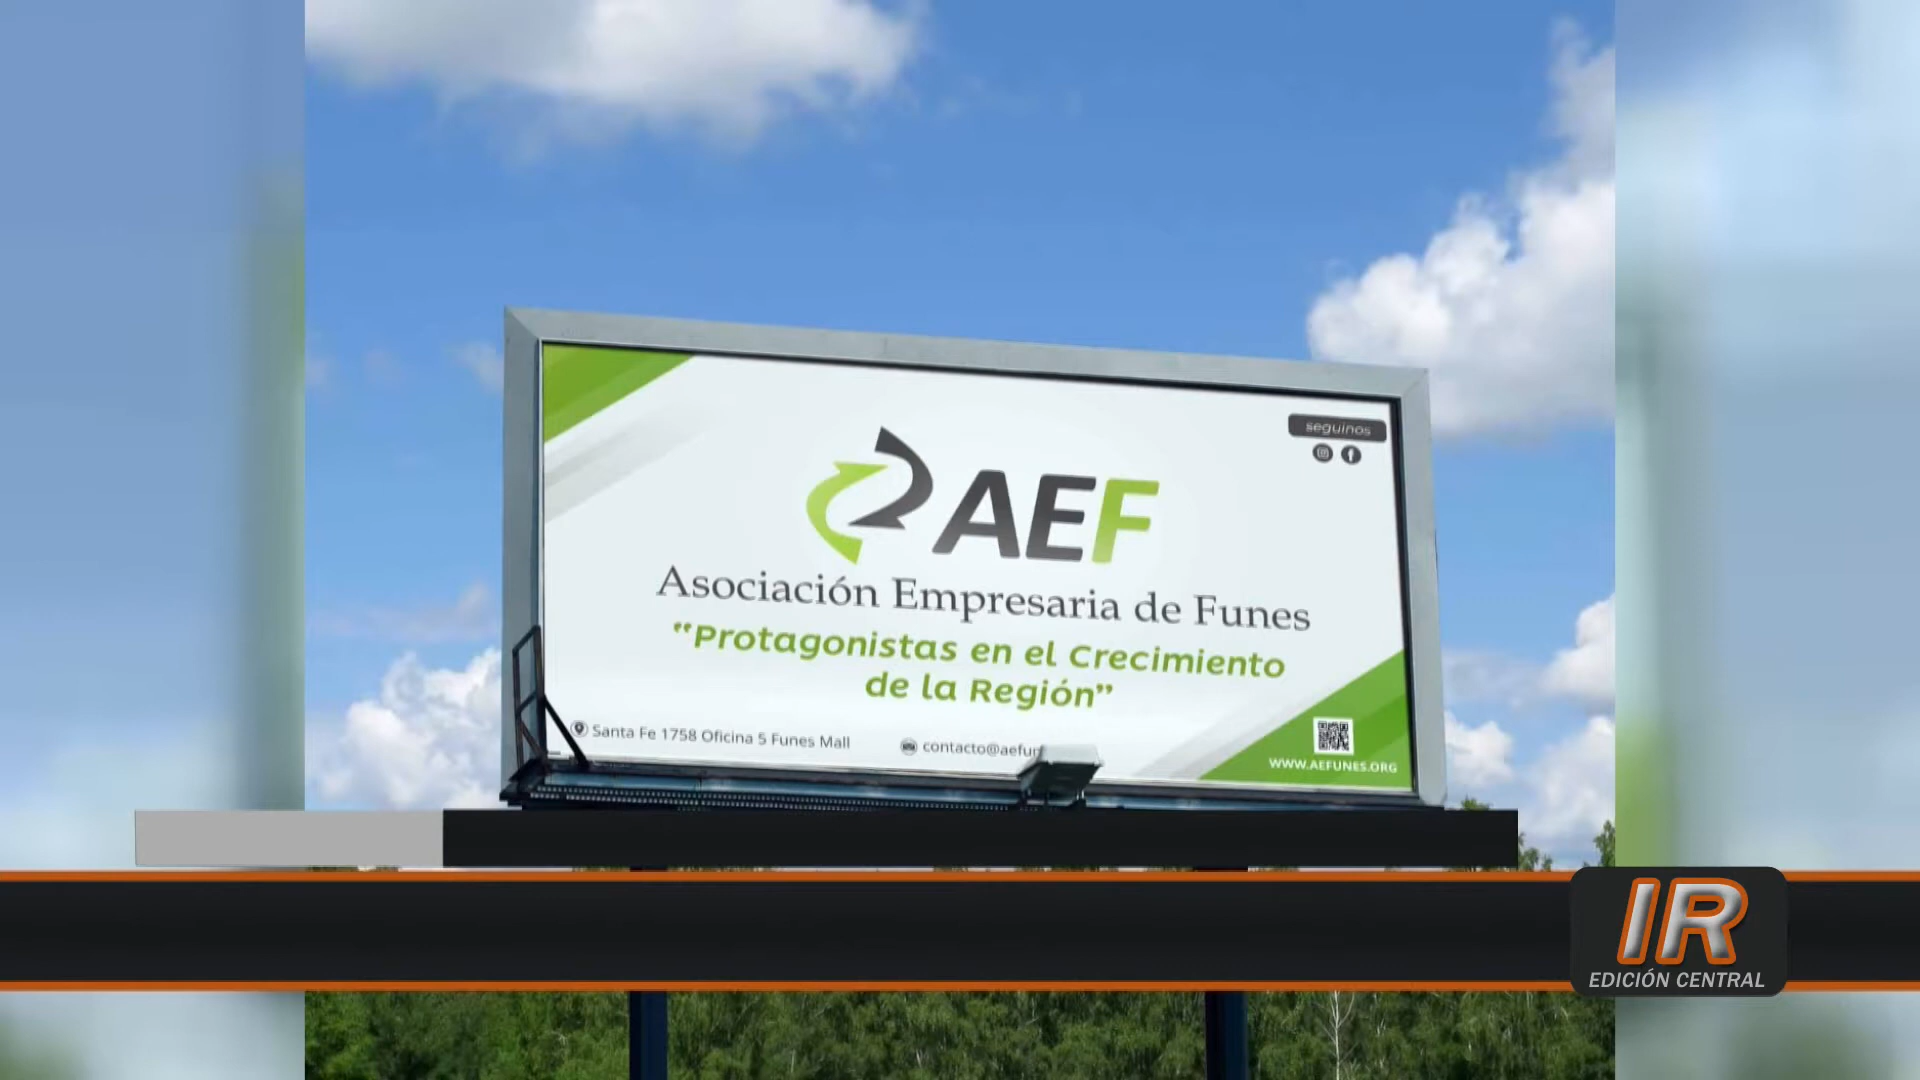 seguinos
AEF
Asociación Empresaria de Funes
“Protagonistas en el Crecimiento
de la Región”
Santa Fe 1758 Oficina 5 Funes Mall
WWW.AEFUNES.ORG
IR
EDICIÓN CENTRAL